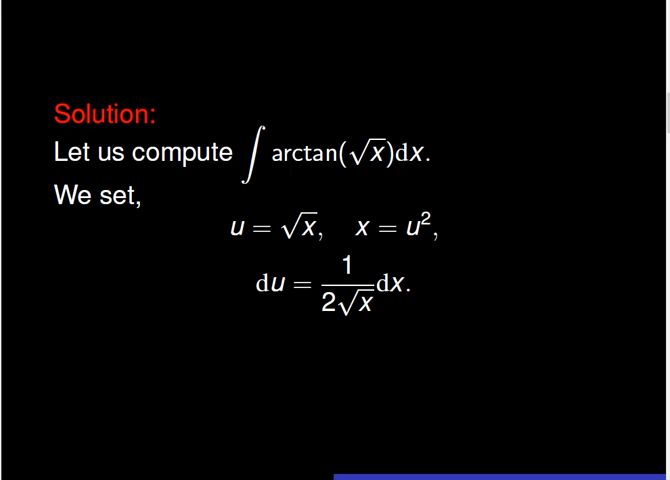 Solution:
Let us compute ∫ arctan(√x)dx.
We set,
u = √x, x = u²,
du = 1/(2√x) dx.